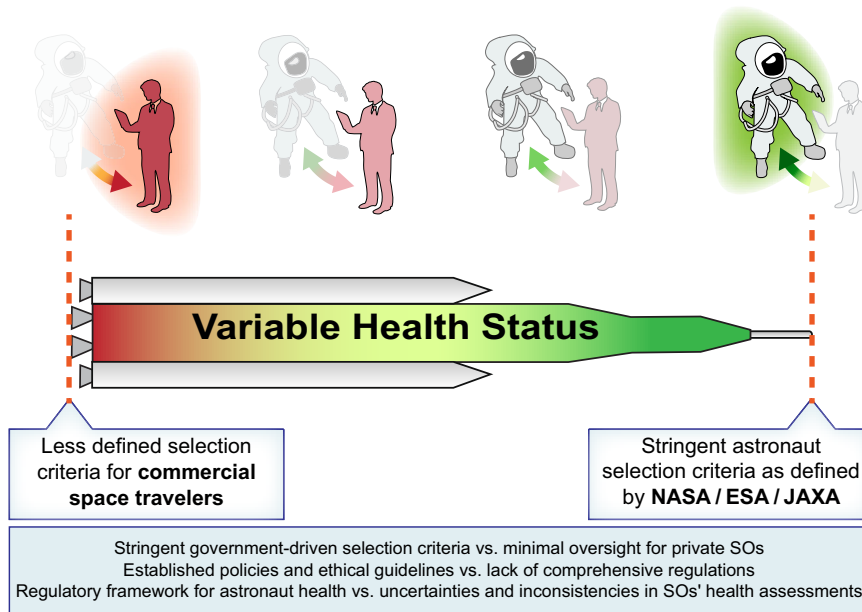 Variable Health Status
Less defined selection
criteria for commercial
space travelers
Stringent astronaut
selection criteria as defined
by NASA / ESA / JAXA
Stringent government-driven selection criteria vs. minimal oversight for private SOs
Established policies and ethical guidelines vs. lack of comprehensive regulations
Regulatory framework for astronaut health vs. uncertainties and inconsistencies in SOs' health assessments